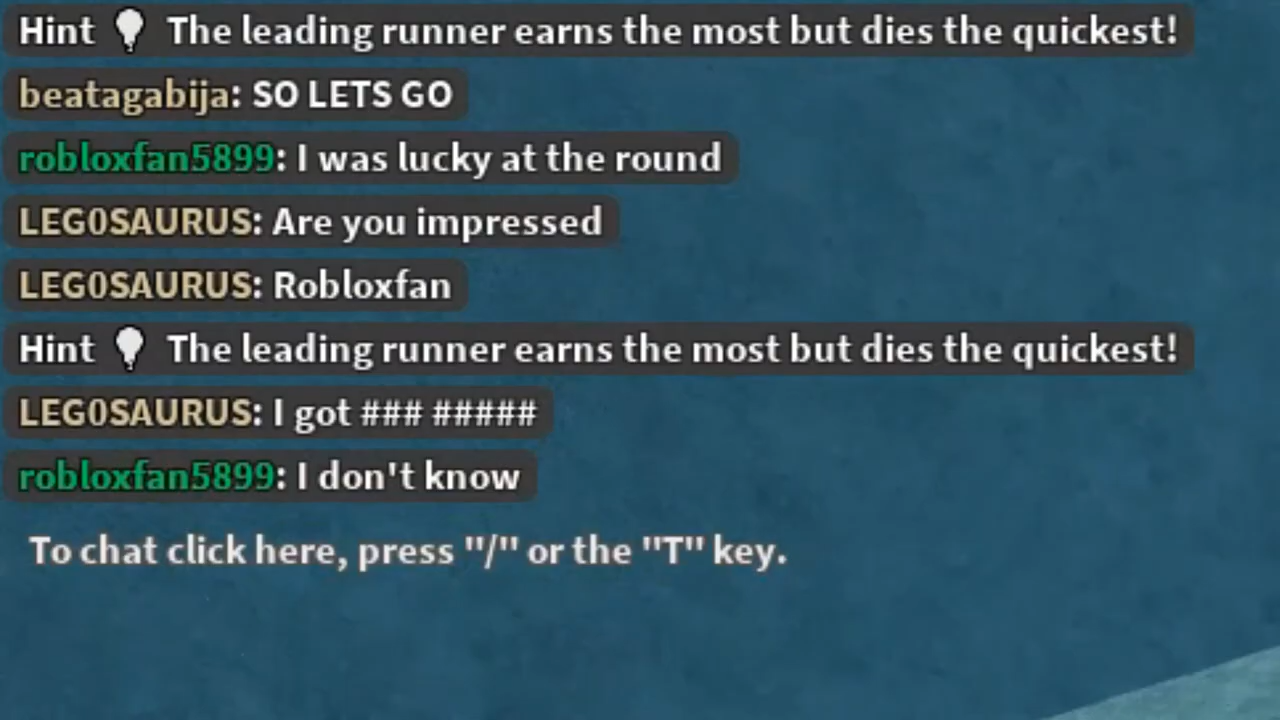 Hint 💡 The leading runner earns the most but dies the quickest!
beatagabija: SO LETS GO
robloxfan5899: I was lucky at the round
LEG0SAURUS: Are you impressed
LEG0SAURUS: Robloxfan
Hint 💡 The leading runner earns the most but dies the quickest!
LEG0SAURUS: I got ### #####
robloxfan5899: I don't know
To chat click here, press "/" or the "T" key.